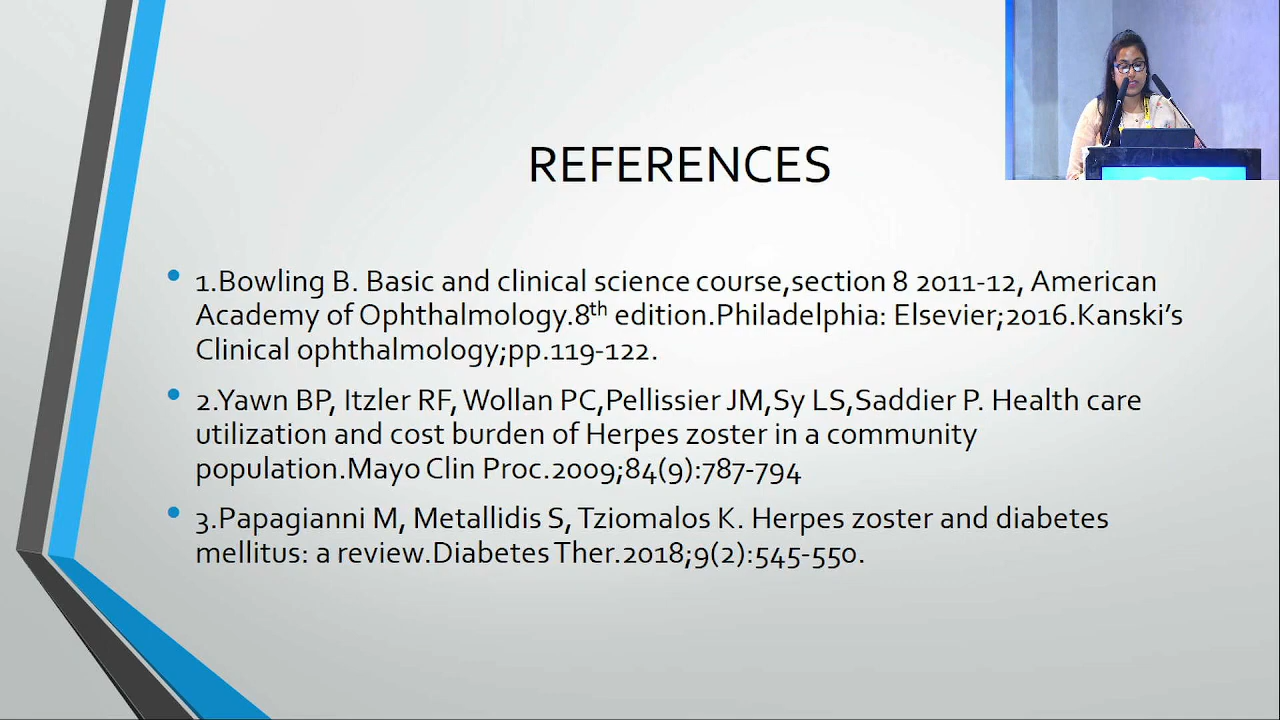 REFERENCES
1.Bowling B. Basic and clinical science course,section 8 2011-12, American
Academy of Ophthalmology.8th edition.Philadelphia: Elsevier;2016.Kanski’s
Clinical ophthalmology;pp.119-122.
2.Yawn BP, Itzler RF, Wollan PC,Pellissier JM,Sy LS,Saddier P. Health care
utilization and cost burden of Herpes zoster in a community
population.Mayo Clin Proc.2009;84(9):787-794
3.Papagianni M, Metallidis S, Tziomalos K. Herpes zoster and diabetes
mellitus: a review.Diabetes Ther.2018;9(2):545-550.